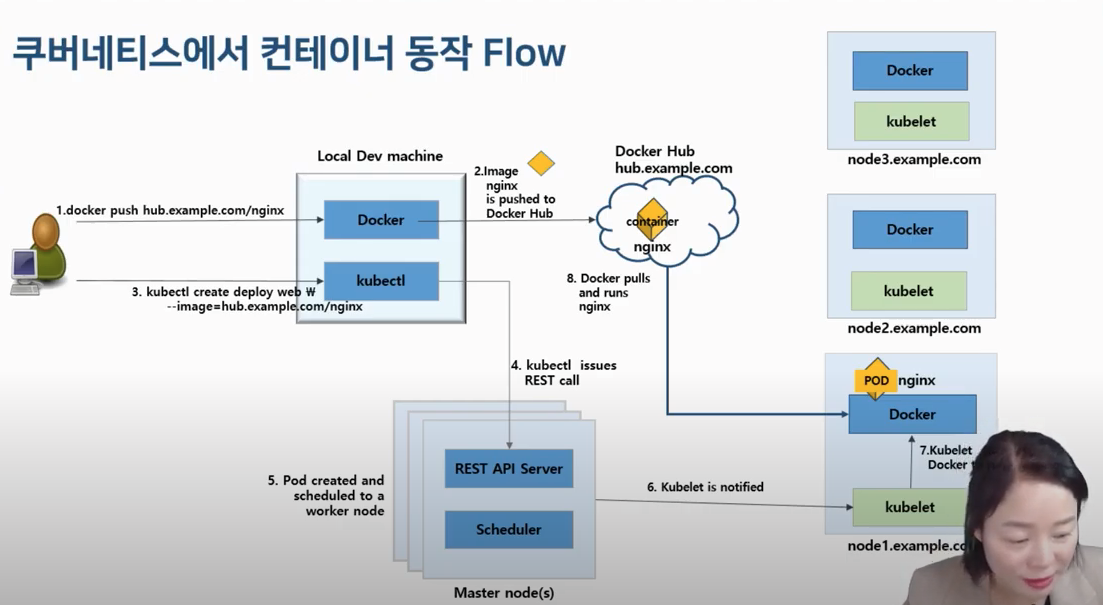 쿠버네티스에서 컨테이너 동작 Flow
Local Dev machine
1.docker push hub.example.com/nginx
Docker
2.Image
nginx
is pushed to
Docker Hub
Docker Hub
hub.example.com
container
nginx
kubectl
3. kubectl create deploy web ₩
--image=hub.example.com/nginx
4. kubectl issues
REST call
5. Pod created and
scheduled to a
worker node
REST API Server
Scheduler
Master node(s)
6. Kubelet is notified
8. Docker pulls
and runs
nginx
Docker
kubelet
node3.example.com
Docker
kubelet
node2.example.com
POD nginx
Docker
7.Kubelet
Docker
kubelet
node1.example.co